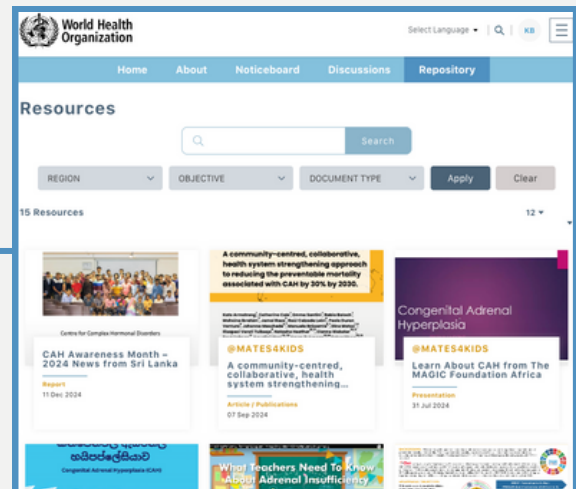 World Health
Organization
Select Language
KB
Home About Noticeboard Discussions Repository
Resources
Search
REGION OBJECTIVE DOCUMENT TYPE Apply Clear
15 Resources 12
Centre for Complex Hormonal Disorders
CAH Awareness Month –
2024 News from Sri Lanka
Report
11 Dec 2024
A community-centred, collaborative,
health system strengthening approach
to reducing the preventable mortality
associated with CAH by 30% by 2030.
@MATES4KIDS
A community-centred,
collaborative, health
system strengthening...
Article / Publications
07 Sep 2024
Congenital Adrenal
Hyperplasia
@MATES4KIDS
Learn About CAH from The
MAGIC Foundation Africa
Presentation
31 Jul 2024
Congenital Adrenal Hyperplasia (CAH)
What Teachers Need To Know
About Adrenal Insufficiency